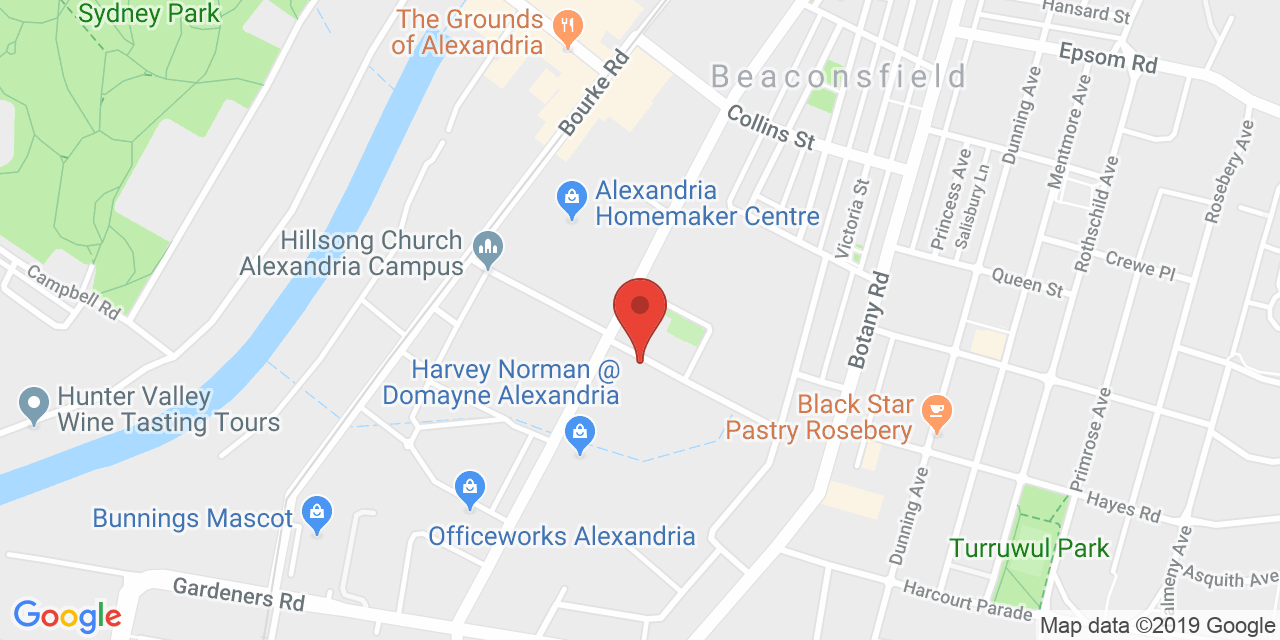 Sydney Park
The Grounds
of Alexandria
Hansard St
Epsom Rd
Bourke Rd
Beaconsfield
Collins St
Dunning Ave
Mentmore Ave
Rosebery Ave
Alexandria
Homemaker Centre
Victoria St
Princess Ave
Salisbury Ln
Rothschild Ave
Crewe Pl
Queen St
Hillsong Church
Alexandria Campus
Campbell Rd
Botany Rd
Harvey Norman @
Domayne Alexandria
Hunter Valley
Wine Tasting Tours
Black Star
Pastry Rosebery
Primrose Ave
Hayes Rd
Dunning Ave
Bunnings Mascot
Officeworks Alexandria
Turruwul Park
Gardeners Rd
Harcourt Parade
almeny Ave
Asquith Ave
Google
Map data ©2019 Google